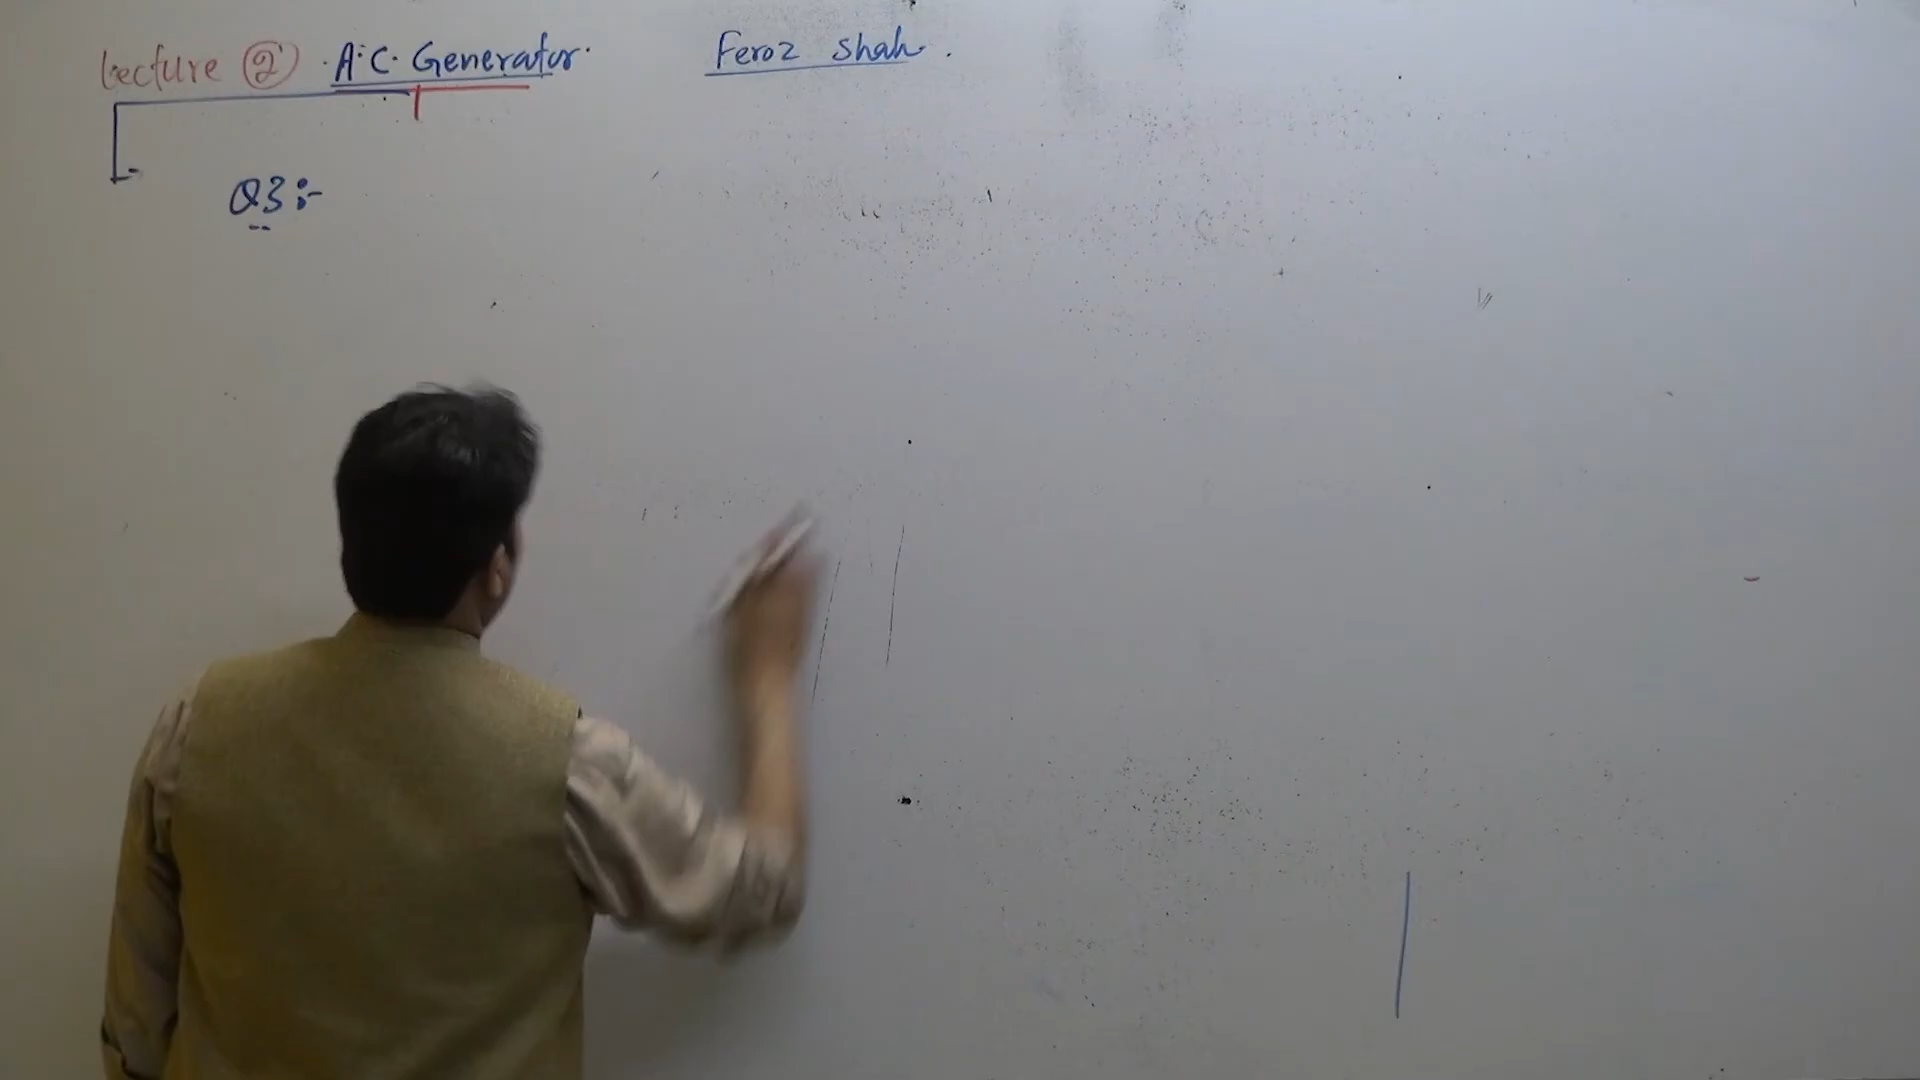 Lecture ② . A.C. Generator. Feroz Shah .
Q3:-